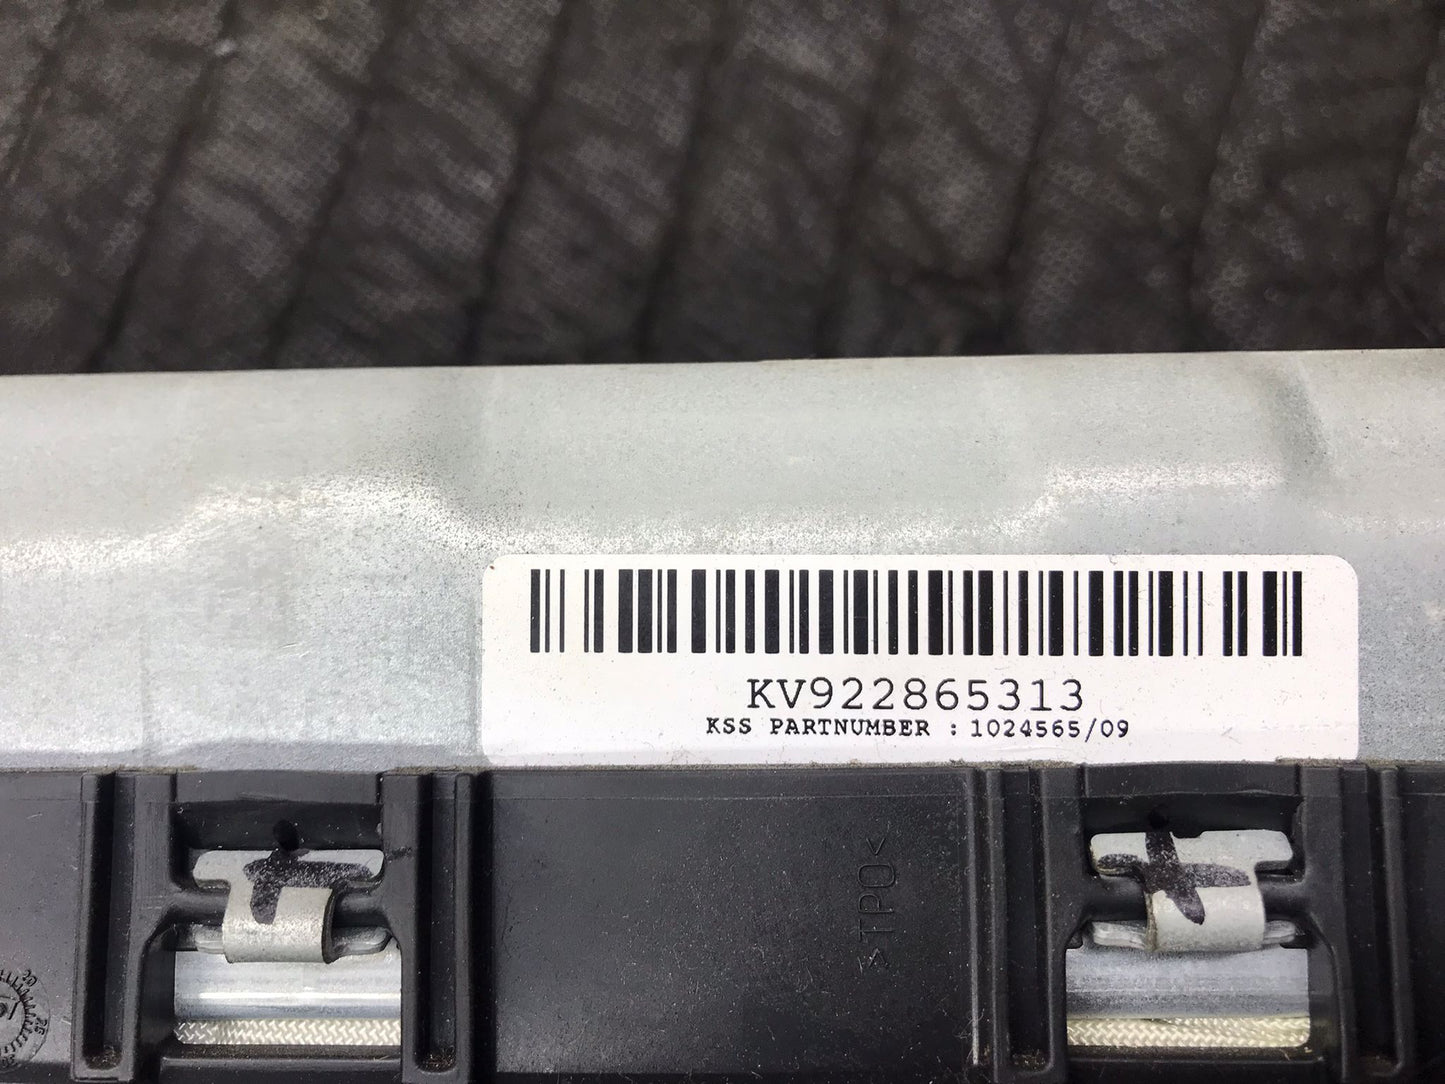 KV922865313
KSS PARTNUMBER : 1024565/09
>TPO<